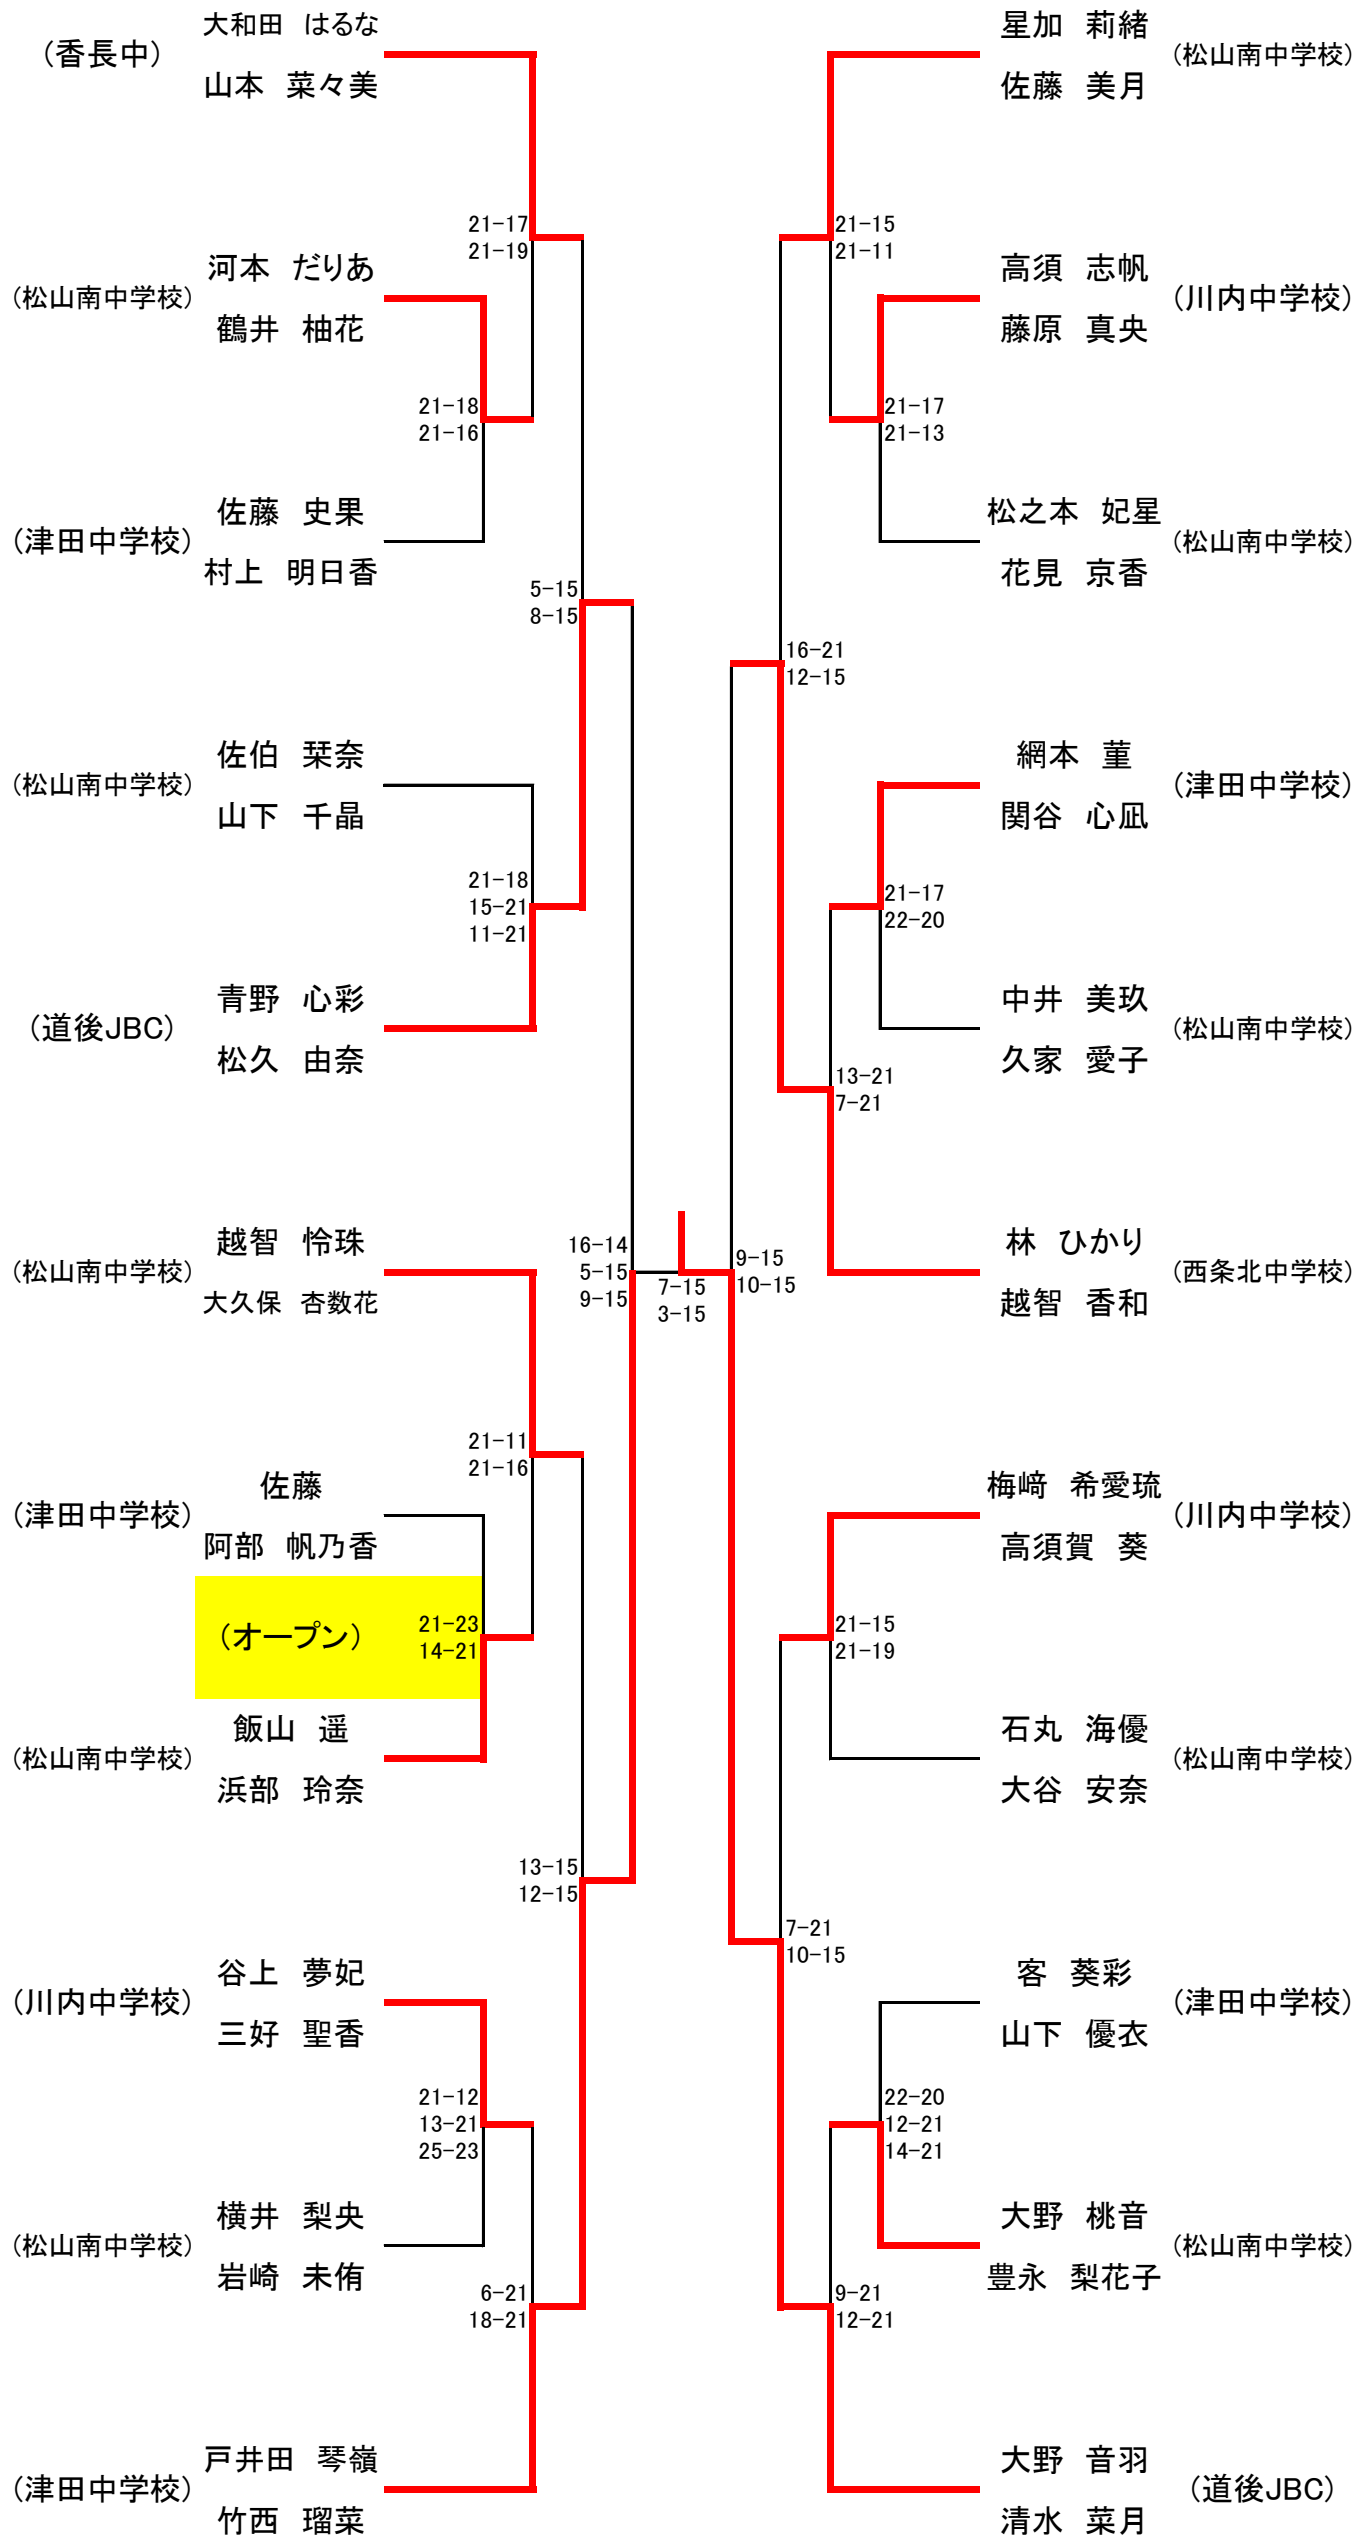 大和田　はるな
(香長中)
山本　菜々美
21-17
21-19
河本　だりあ
(松山南中学校)
鶴井　柚花
21-18
21-16
佐藤　史果
(津田中学校)
村上　明日香
5-15
8-15
佐伯　栞奈
(松山南中学校)
山下　千晶
21-18
15-21
11-21
青野　心彩
(道後JBC)
松久　由奈
越智　怜珠
(松山南中学校)
大久保　杏数花
16-14
5-15
9-15
21-11
21-16
佐藤
(津田中学校)
阿部　帆乃香
(オープン)
21-23
14-21
飯山　遥
(松山南中学校)
浜部　玲奈
13-15
12-15
谷上　夢妃
(川内中学校)
三好　聖香
21-12
13-21
25-23
横井　梨央
(松山南中学校)
岩崎　未侑
6-21
18-21
戸井田　琴嶺
(津田中学校)
竹西　瑠菜
7-15
3-15
星加　莉緒
(松山南中学校)
佐藤　美月
21-15
21-11
高須　志帆
(川内中学校)
藤原　真央
21-17
21-13
松之本　妃星
(松山南中学校)
花見　京香
16-21
12-15
網本　菫
(津田中学校)
関谷　心凪
21-17
22-20
中井　美玖
(松山南中学校)
久家　愛子
13-21
7-21
林　ひかり
(西条北中学校)
越智　香和
9-15
10-15
梅﨑　希愛琉
(川内中学校)
高須賀　葵
21-15
21-19
石丸　海優
(松山南中学校)
大谷　安奈
7-21
10-15
客　葵彩
(津田中学校)
山下　優衣
22-20
12-21
14-21
大野　桃音
(松山南中学校)
豊永　梨花子
9-21
12-21
大野　音羽
(道後JBC)
清水　菜月